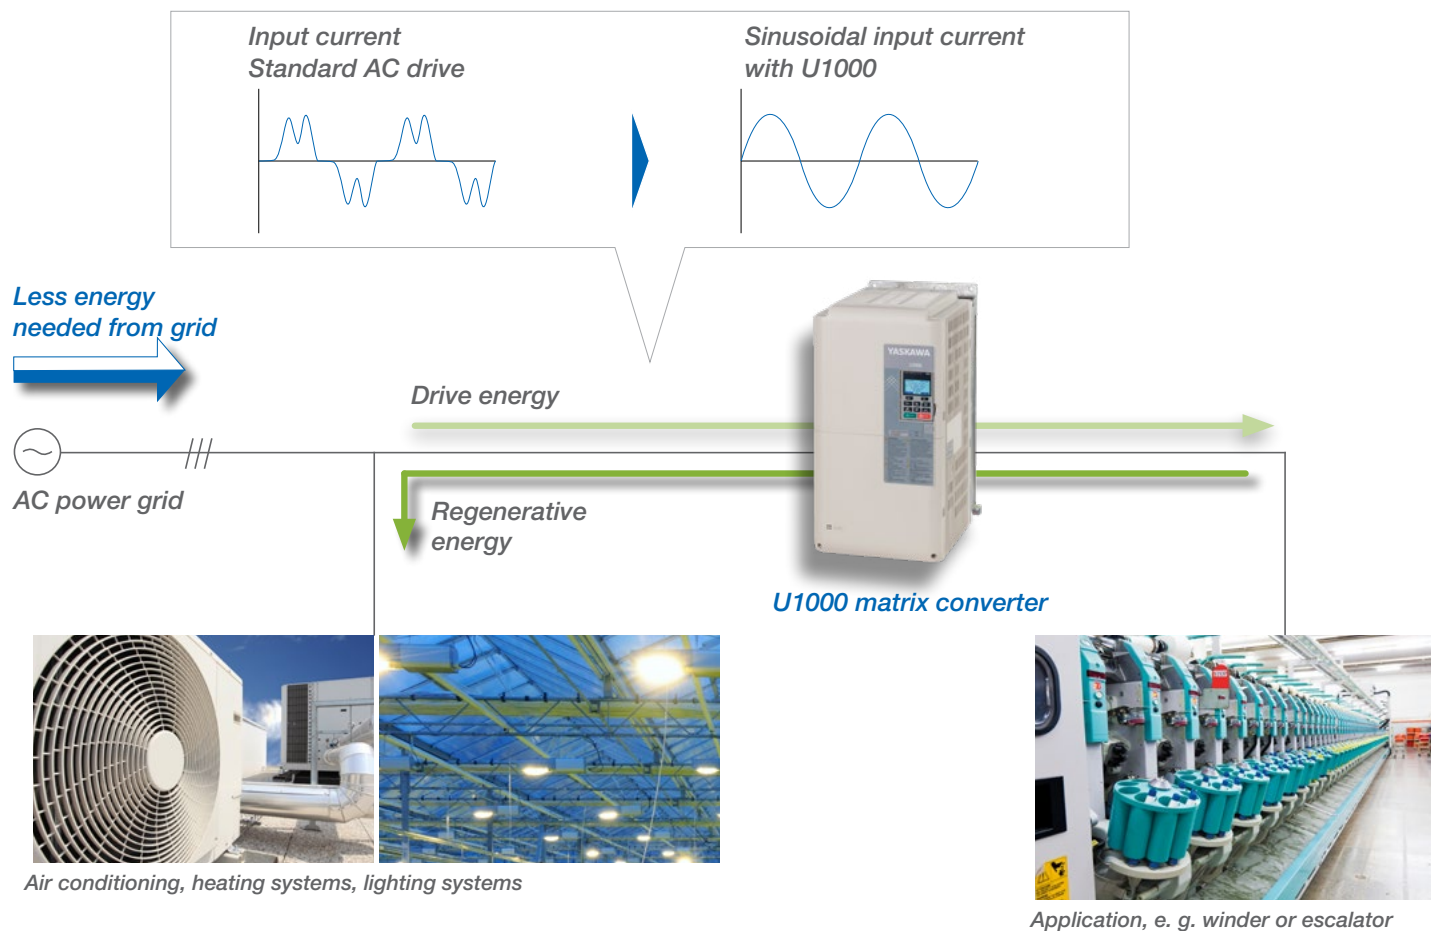 Input current
Standard AC drive
Sinusoidal input current
with U1000
Less energy
needed from grid
YASKAWA
Drive energy
AC power grid
Regenerative
energy
U1000 matrix converter
Air conditioning, heating systems, lighting systems
Application, e. g. winder or escalator